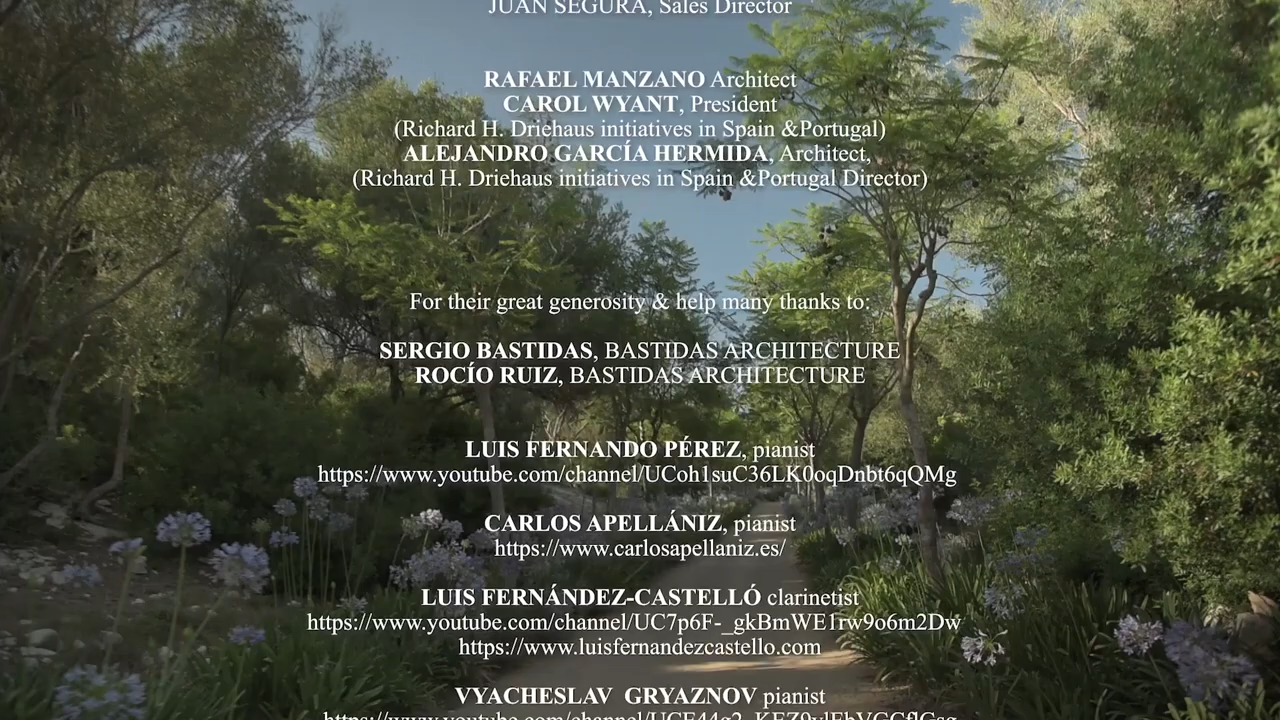 JUAN SEGURA, Sales Director
RAFAEL MANZANO Architect
CAROL WYANT, President
(Richard H. Driehaus initiatives in Spain &Portugal)
ALEJANDRO GARCÍA HERMIDA, Architect,
(Richard H. Driehaus initiatives in Spain &Portugal Director)
For their great generosity & help many thanks to:
SERGIO BASTIDAS, BASTIDAS ARCHITECTURE
ROCÍO RUIZ, BASTIDAS ARCHITECTURE
LUIS FERNANDO PÉREZ, pianist
https://www.youtube.com/channel/UCoh1suC36LK0oqDnbt6qQMg
CARLOS APELLÁNIZ, pianist
https://www.carlosapellaniz.es/
LUIS FERNÁNDEZ-CASTELLÓ clarinetist
https://www.youtube.com/channel/UC7p6F-_gkBmWE1rw9o6m2Dw
https://www.luisfernandezcastello.com
VYACHESLAV  GRYAZNOV pianist